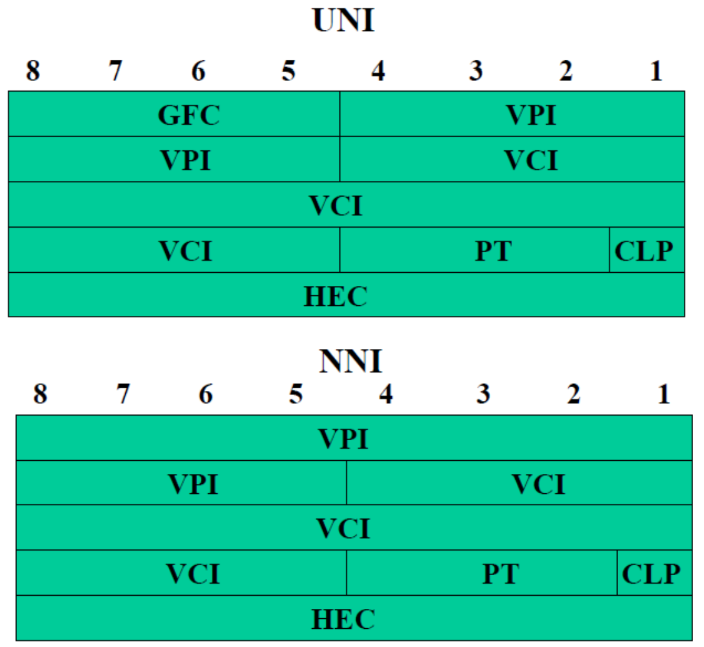 UNI
8 7 6 5 4 3 2 1
GFC VPI
VPI VCI
VCI
VCI PT CLP
HEC
NNI
8 7 6 5 4 3 2 1
VPI
VPI VCI
VCI
VCI PT CLP
HEC